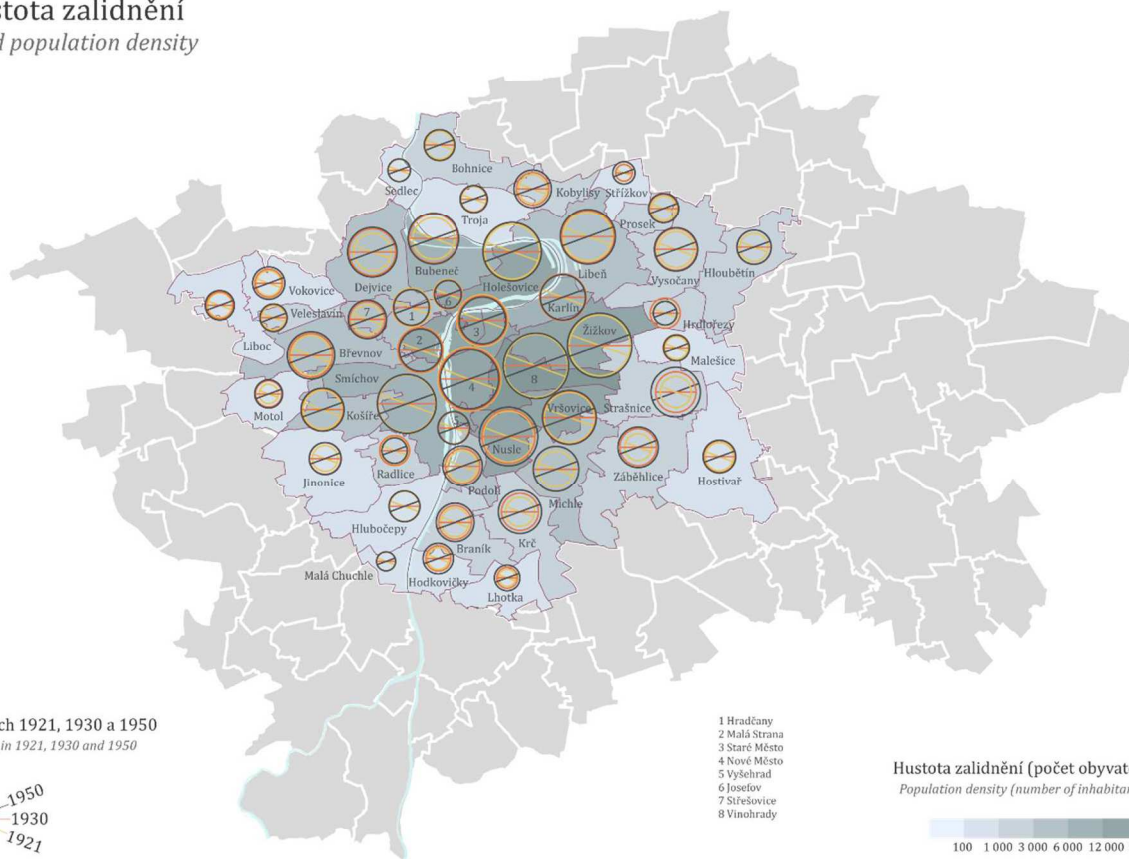 stota zalidnění
population density
Bohnice
Sedlec
Kobylisy
Střížkov
Troja
Prosek
Bubeneč
Libeň
Vysočany
Hloubětín
Dejvice
Holešovice
Vokovice
6
Karlín
Veleslavín
7
1
3
Žižkov
Hrdlořezy
Liboc
Břevnov
2
Malešice
Smíchov
4
8
Motol
Košíře
Vršovice
Strašnice
Nusle
Radlice
Záběhlice
Hostivař
Jinonice
Podolí
Michle
Hlubočepy
Krč
Braník
Malá Chuchle
Hodkovičky
Lhotka
ch 1921, 1930 a 1950
in 1921, 1930 and 1950
1950
1930
1921
1 Hradčany
2 Malá Strana
3 Staré Město
4 Nové Město
5 Vyšehrad
6 Josefov
7 Střešovice
8 Vinohrady
Hustota zalidnění (počet obyvat
Population density (number of inhabitan
100 1 000 3 000 6 000 12 000